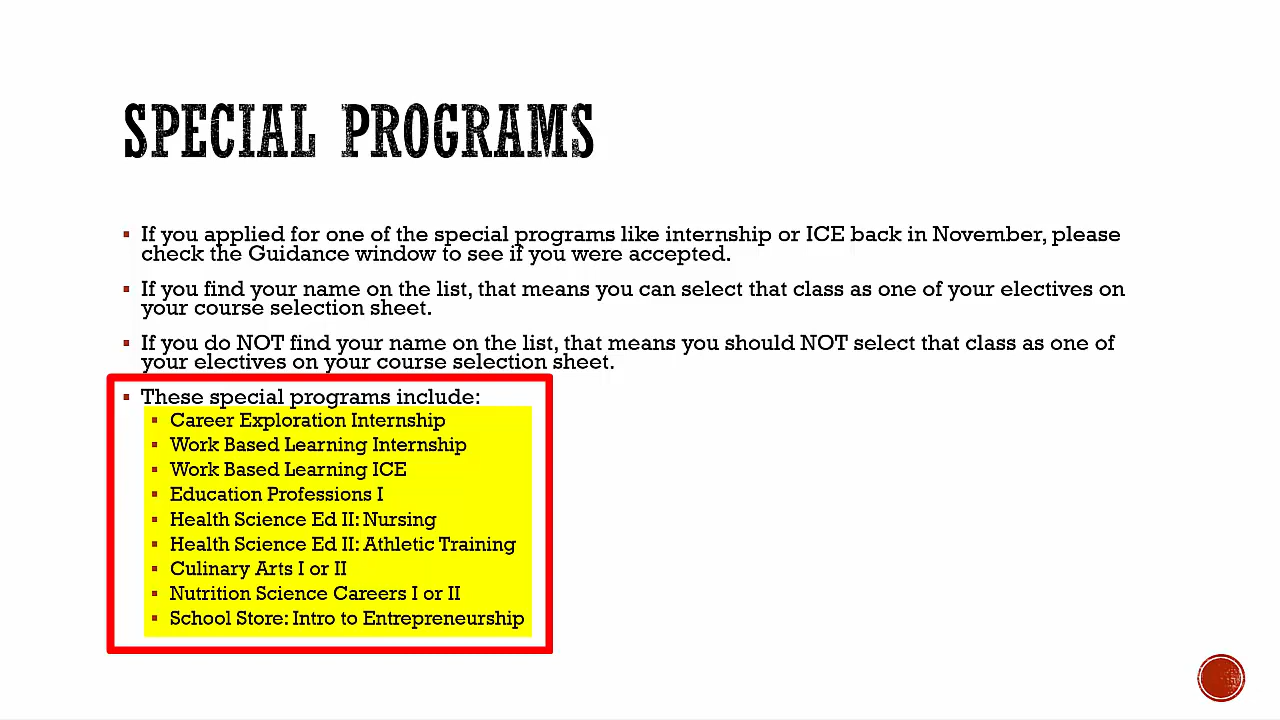 SPECIAL PROGRAMS
▪ If you applied for one of the special programs like internship or ICE back in November, please
check the Guidance window to see if you were accepted.
▪ If you find your name on the list, that means you can select that class as one of your electives on
your course selection sheet.
▪ If you do NOT find your name on the list, that means you should NOT select that class as one of
your electives on your course selection sheet.
▪ These special programs include:
▪ Career Exploration Internship
▪ Work Based Learning Internship
▪ Work Based Learning ICE
▪ Education Professions I
▪ Health Science Ed II: Nursing
▪ Health Science Ed II: Athletic Training
▪ Culinary Arts I or II
▪ Nutrition Science Careers I or II
▪ School Store: Intro to Entrepreneurship